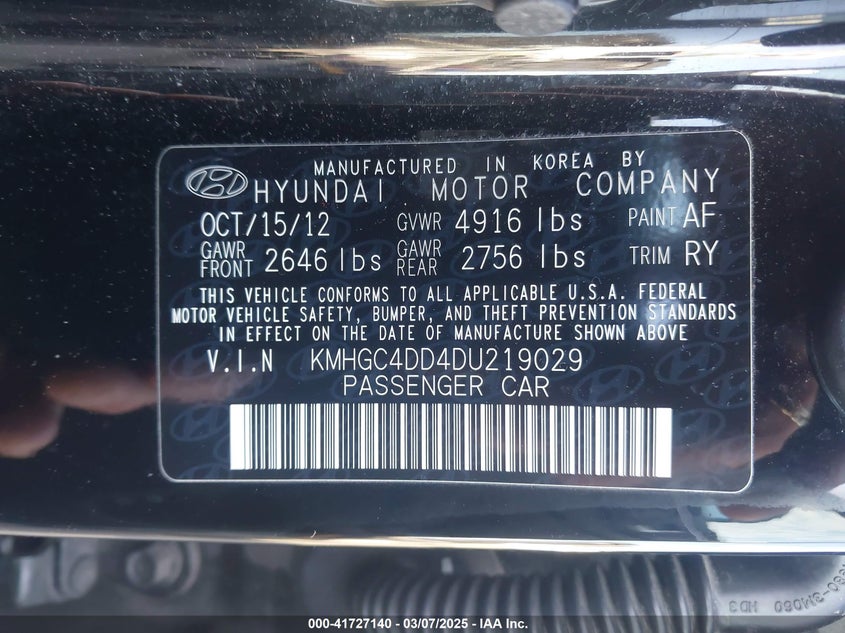 MANUFACTURED IN KOREA BY
HYUNDAI MOTOR COMPANY
OCT/15/12 GVWR 4916 lbs PAINT AF
GAWR FRONT 2646 lbs GAWR REAR 2756 lbs TRIM RY
THIS VEHICLE CONFORMS TO ALL APPLICABLE U.S.A. FEDERAL
MOTOR VEHICLE SAFETY, BUMPER, AND THEFT PREVENTION STANDARDS
IN EFFECT ON THE DATE OF MANUFACTURE SHOWN ABOVE
V.I.N KMHGC4DD4DU219029
PASSENGER CAR
HD3
000-41727140 - 03/07/2025 - IAA Inc.